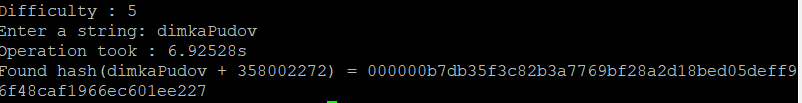 Difficulty : 5
Enter a string: dimkaPudov
Operation took : 6.92528s
Found hash(dimkaPudov + 358002272) = 000000b7db35f3c82b3a7769bf28a2d18bed05deff9
6f48caf1966ec601ee227